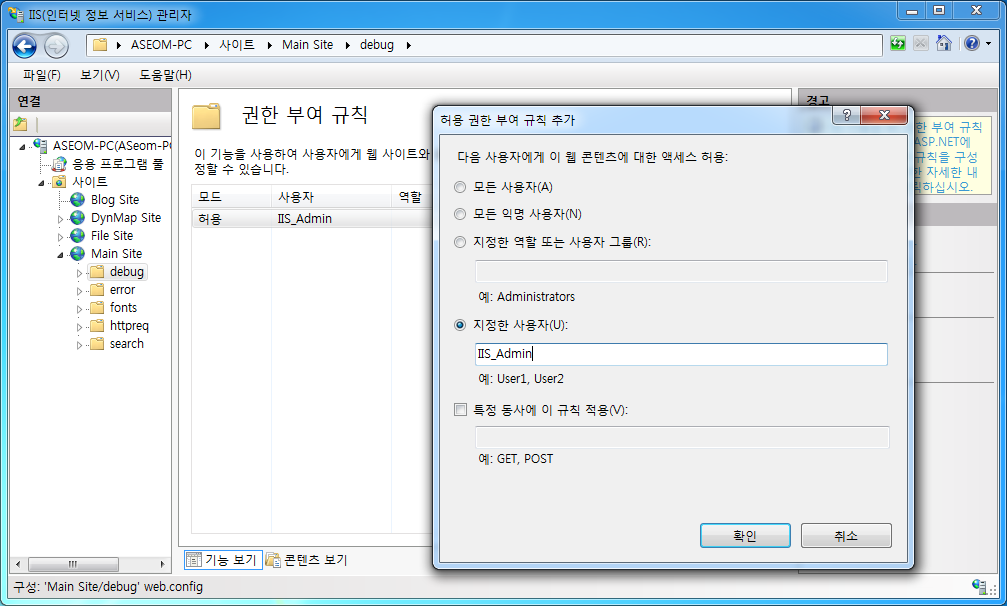 IIS(인터넷 정보 서비스) 관리자
ASEOM-PC 사이트 Main Site debug
파일(F) 보기(V) 도움말(H)
연결
ASEOM-PC(ASeom-P
응용 프로그램 풀
사이트
Blog Site
DynMap Site
File Site
Main Site
debug
error
fonts
httpreq
search
권한 부여 규칙
이 기능을 사용하여 사용자에게 웹 사이트와
정할 수 있습니다.
모드 사용자 역할
허용 IIS_Admin
기능 보기 콘텐츠 보기
경고
한 부여 규칙
ASP.NET에
규칙을 구성
한 자세한 내
릭하십시오.
허용 권한 부여 규칙 추가
다음 사용자에게 이 웹 콘텐츠에 대한 액세스 허용:
모든 사용자(A)
모든 익명 사용자(N)
지정한 역할 또는 사용자 그룹(R):
예: Administrators
지정한 사용자(U):
IIS_Admin
예: User1, User2
특정 동사에 이 규칙 적용(V):
예: GET, POST
확인 취소
구성: 'Main Site/debug' web.config